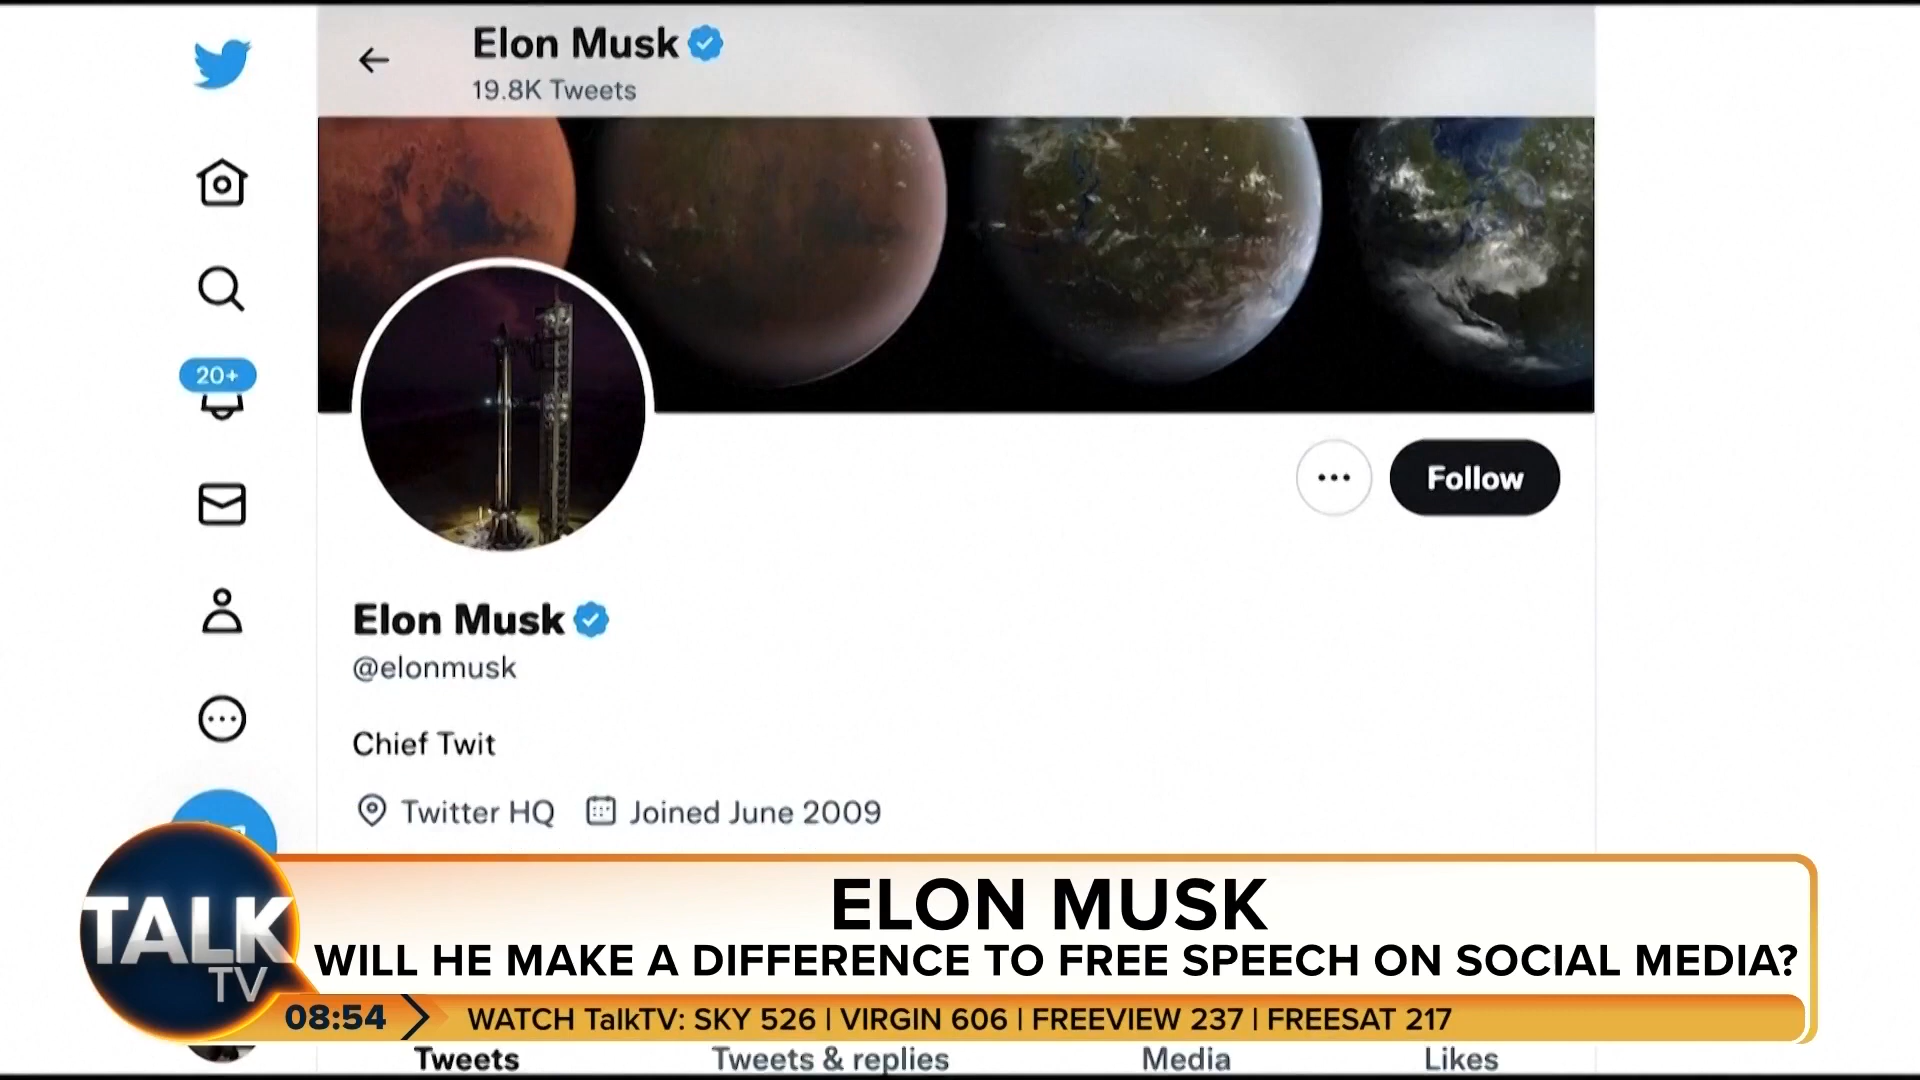 Elon Musk
19.8K Tweets
20+
Follow
Elon Musk
@elonmusk
Chief Twit
Twitter HQ Joined June 2009
TALK
TV
ELON MUSK
WILL HE MAKE A DIFFERENCE TO FREE SPEECH ON SOCIAL MEDIA?
08:54 WATCH TalkTV: SKY 526 | VIRGIN 606 | FREEVIEW 237 | FREESAT 217
Tweets Tweets & replies Media Likes